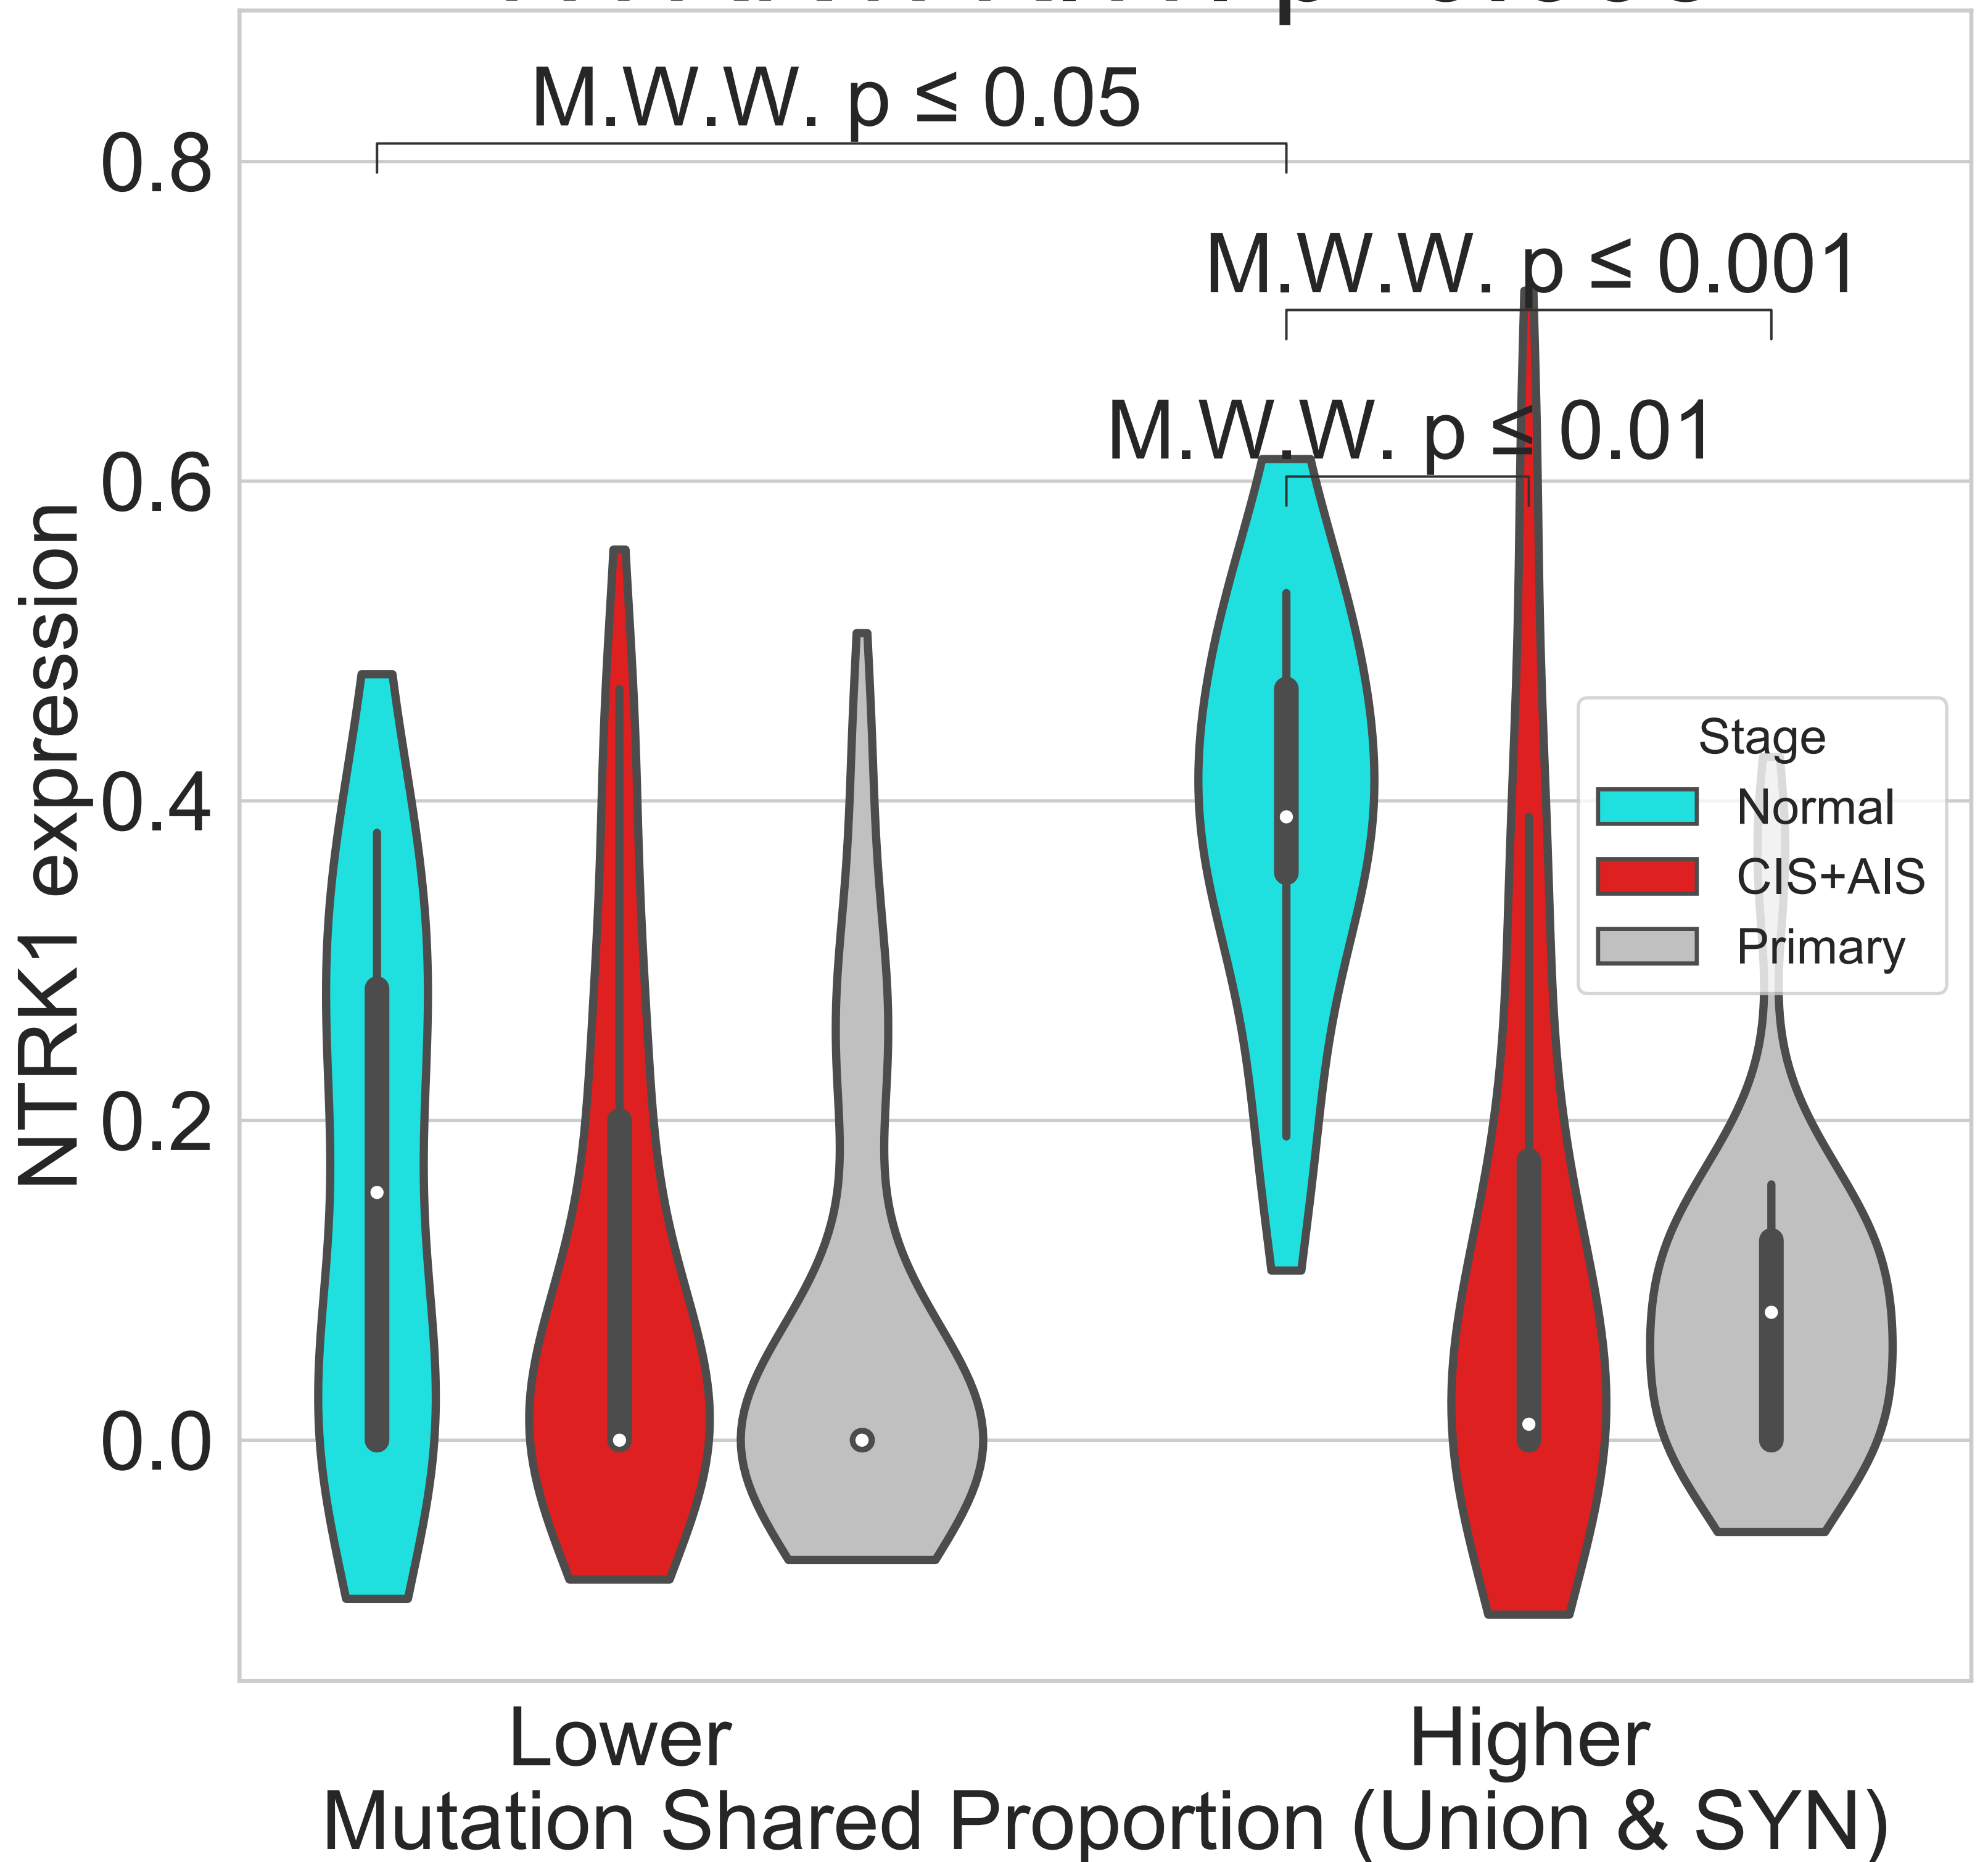 M.W.W. p ≤ 0.05
M.W.W. p ≤ 0.001
M.W.W. p ≤ 0.01
0.8
0.6
0.4
0.2
0.0
NTRK1 expression
Stage
Normal
CIS+AIS
Primary
Lower Higher
Mutation Shared Proportion (Union & SYN)